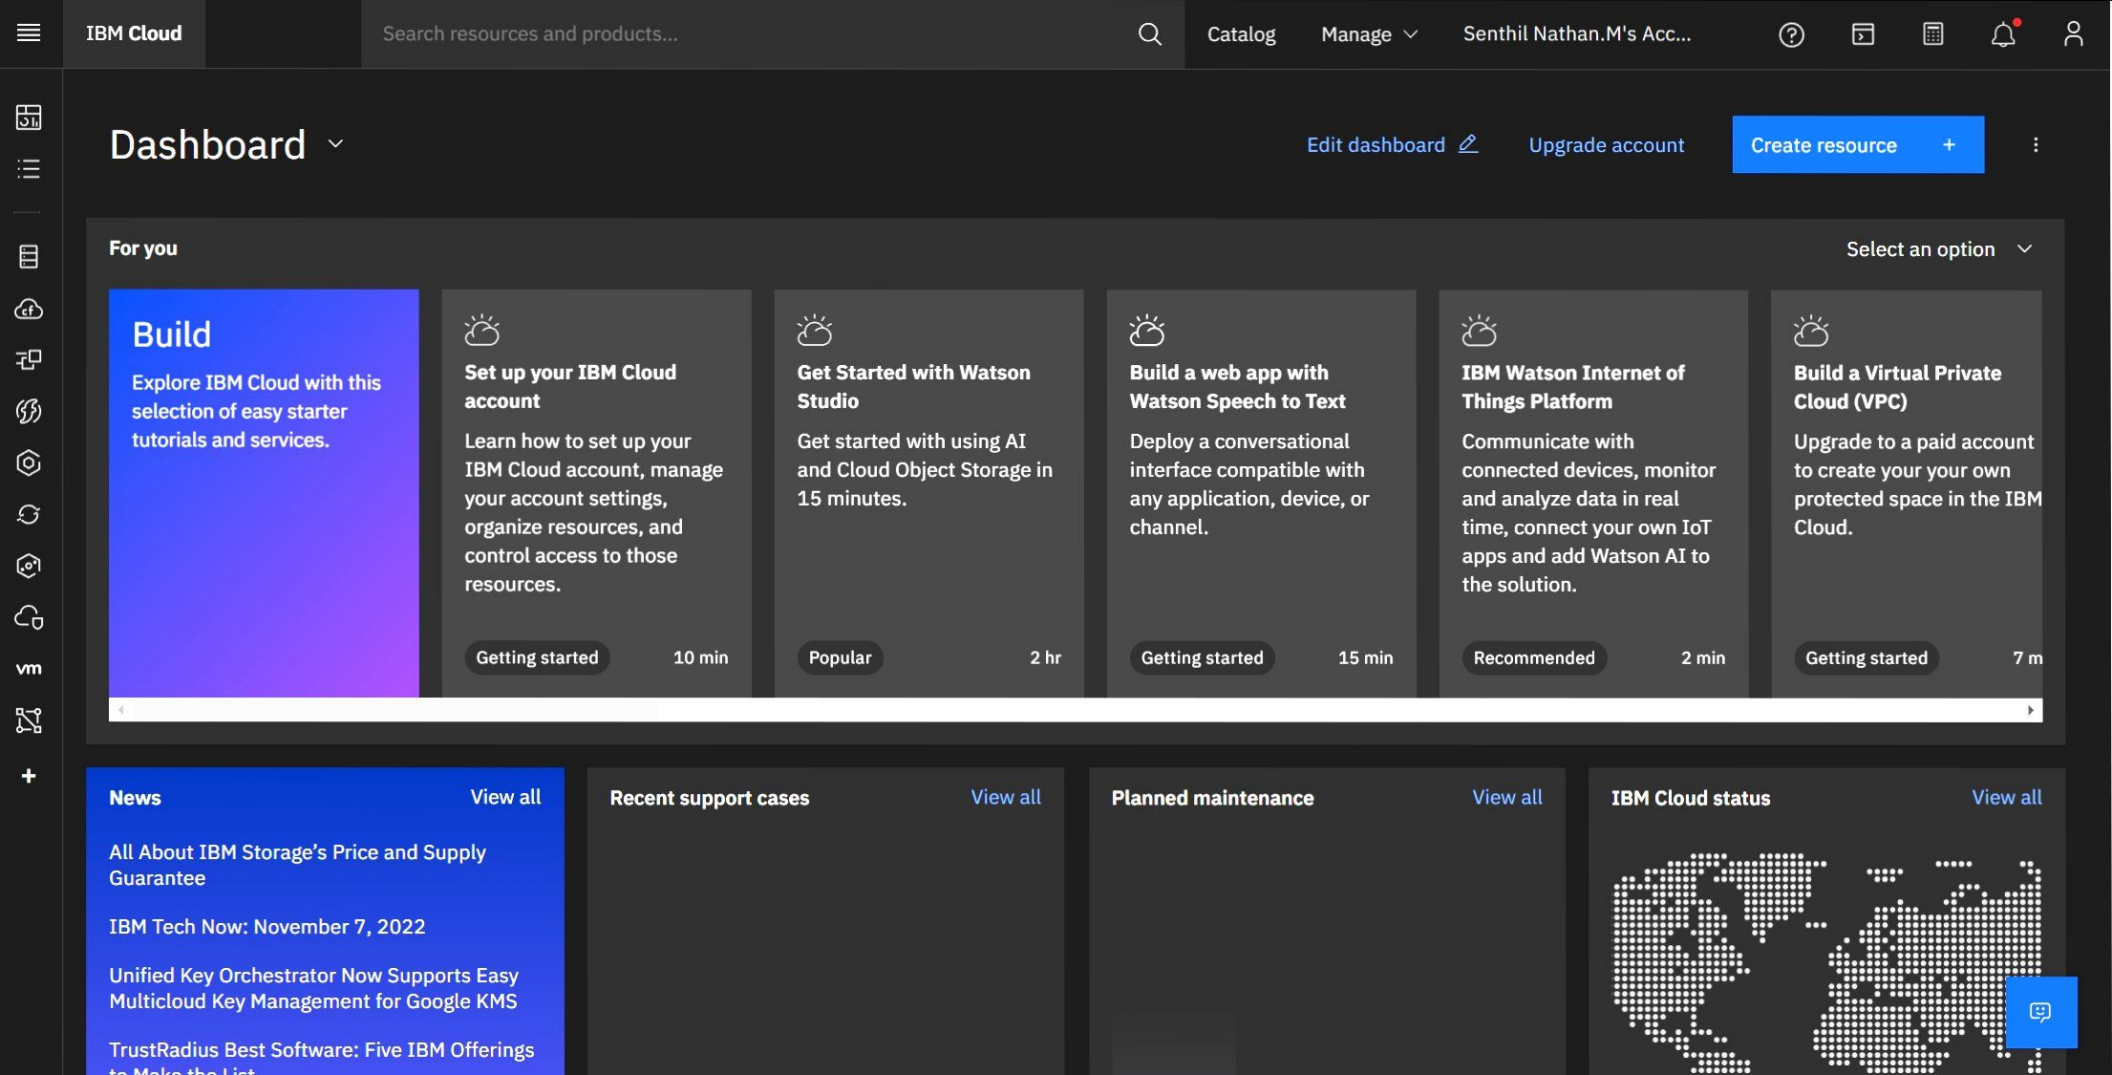 IBM Cloud
Search resources and products...
Catalog
Manage
Senthil Nathan.M's Acc...
Dashboard
Edit dashboard
Upgrade account
Create resource +
For you
Select an option
Build
Explore IBM Cloud with this
selection of easy starter
tutorials and services.
Set up your IBM Cloud
account
Learn how to set up your
IBM Cloud account, manage
your account settings,
organize resources, and
control access to those
resources.
Getting started
10 min
Get Started with Watson
Studio
Get started with using AI
and Cloud Object Storage in
15 minutes.
Popular
2 hr
Build a web app with
Watson Speech to Text
Deploy a conversational
interface compatible with
any application, device, or
channel.
Getting started
15 min
IBM Watson Internet of
Things Platform
Communicate with
connected devices, monitor
and analyze data in real
time, connect your own IoT
apps and add Watson AI to
the solution.
Recommended
2 min
Build a Virtual Private
Cloud (VPC)
Upgrade to a paid account
to create your your own
protected space in the IBM
Cloud.
Getting started
7 m
cf
vm
News
View all
All About IBM Storage’s Price and Supply
Guarantee
IBM Tech Now: November 7, 2022
Unified Key Orchestrator Now Supports Easy
Multicloud Key Management for Google KMS
TrustRadius Best Software: Five IBM Offerings
to Make the List
Recent support cases
View all
Planned maintenance
View all
IBM Cloud status
View all